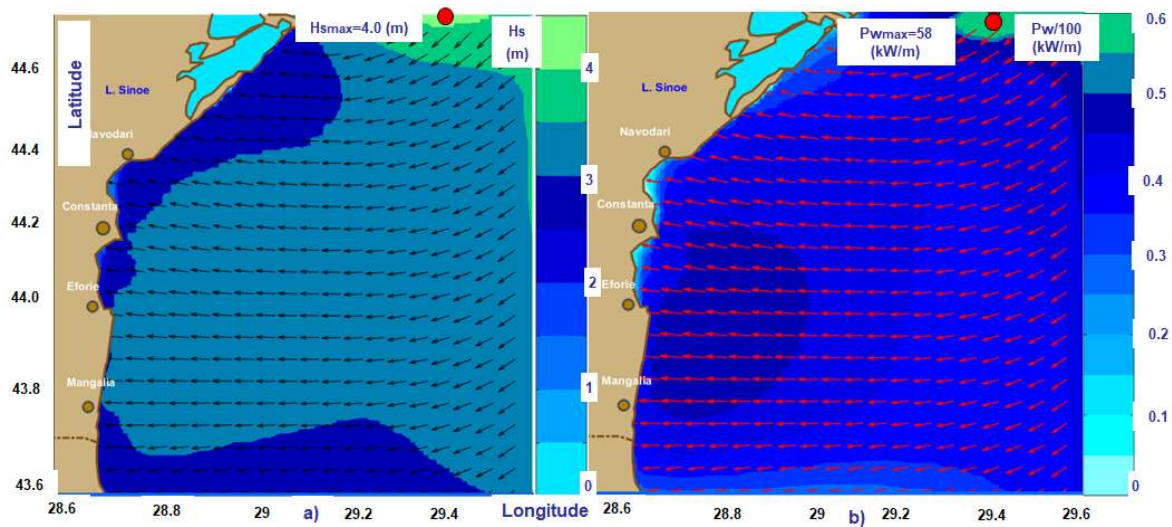 Hsmax=4.0 (m)
Hs
(m)
4
3
2
1
0
Latitude
44.6
44.4
44.2
44.0
43.8
43.6
L. Sinoe
Navodari
Constanta
Eforie
Mangalia
28.6
28.8
29
a)
29.2
29.4
Longitude
Pwmax=58
(kW/m)
Pw/100
(kW/m)
0.6
0.5
0.4
0.3
0.2
0.1
0
L. Sinoe
Navodari
Constanta
Eforie
Mangalia
28.6
28.8
29
29.2
b)
29.4
29.6